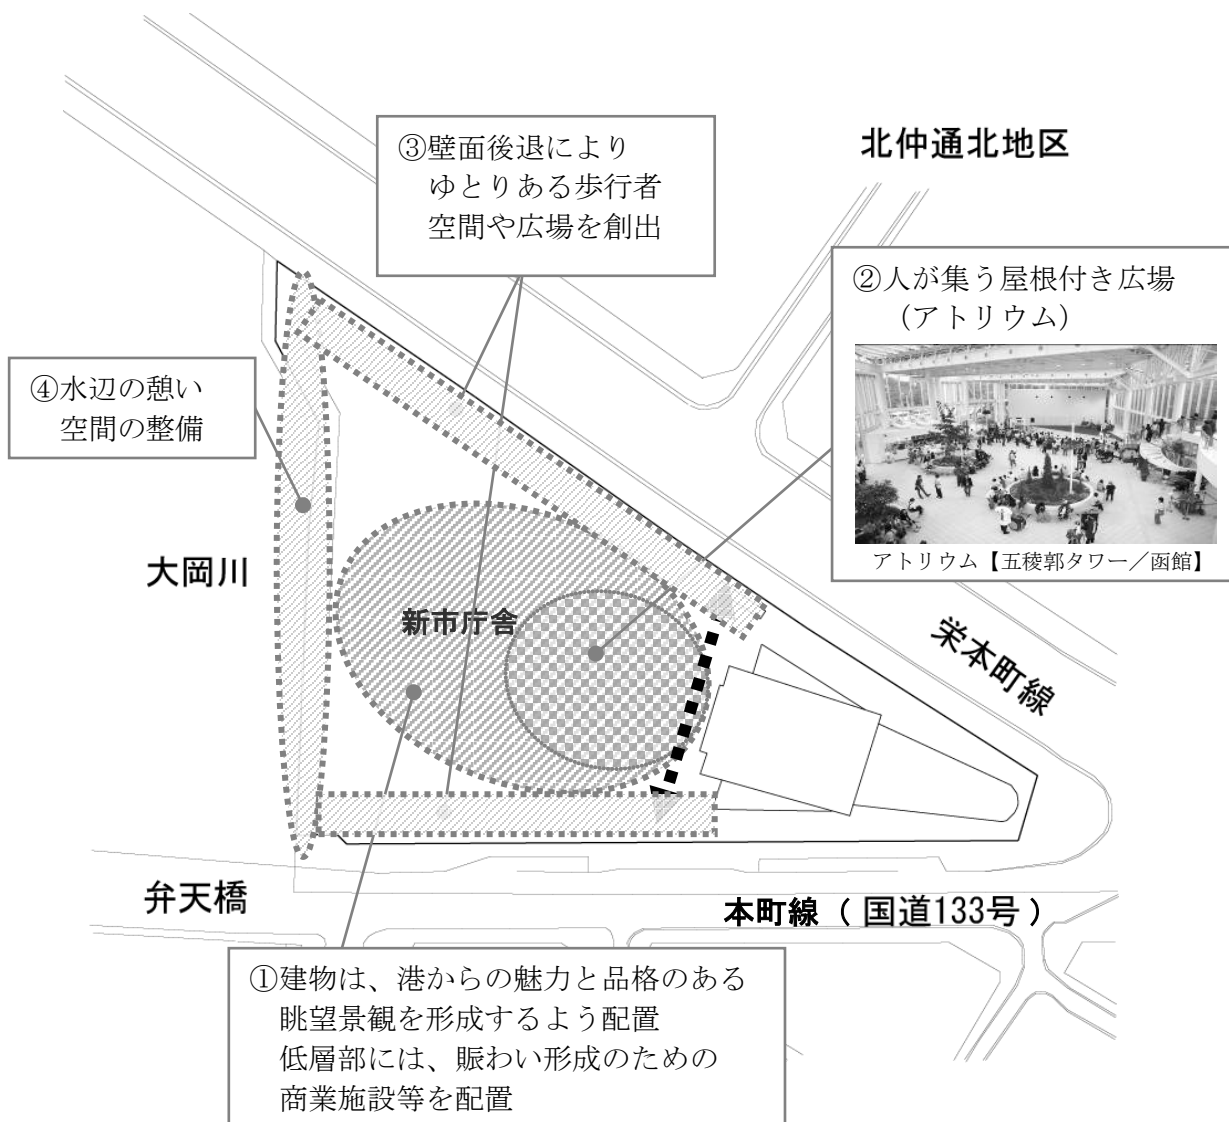 北仲通北地区
③壁面後退により
ゆとりある歩行者
空間や広場を創出
②人が集う屋根付き広場
（アトリウム）
アトリウム【五稜郭タワー／函館】
④水辺の憩い
空間の整備
大岡川
新市庁舎
栄本町線
弁天橋
本町線（国道133号）
①建物は、港からの魅力と品格のある
眺望景観を形成するよう配置
低層部には、賑わい形成のための
商業施設等を配置